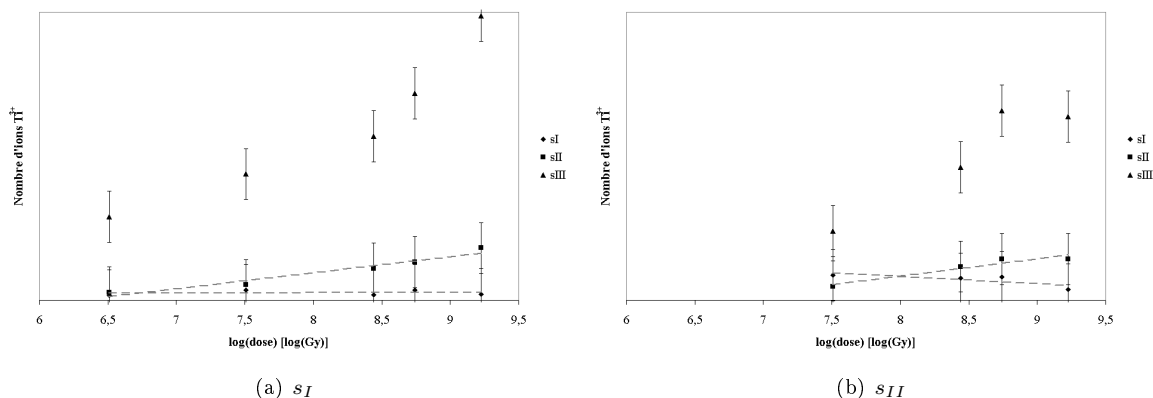 Nombre d'ions Ti3+
sI
sII
sIII
6 6,5 7 7,5 8 8,5 9 9,5
log(dose) [log(Gy)]
(a) sI
Nombre d'ions Ti3+
sI
sII
sIII
6 6,5 7 7,5 8 8,5 9 9,5
log(dose) [log(Gy)]
(b) sII